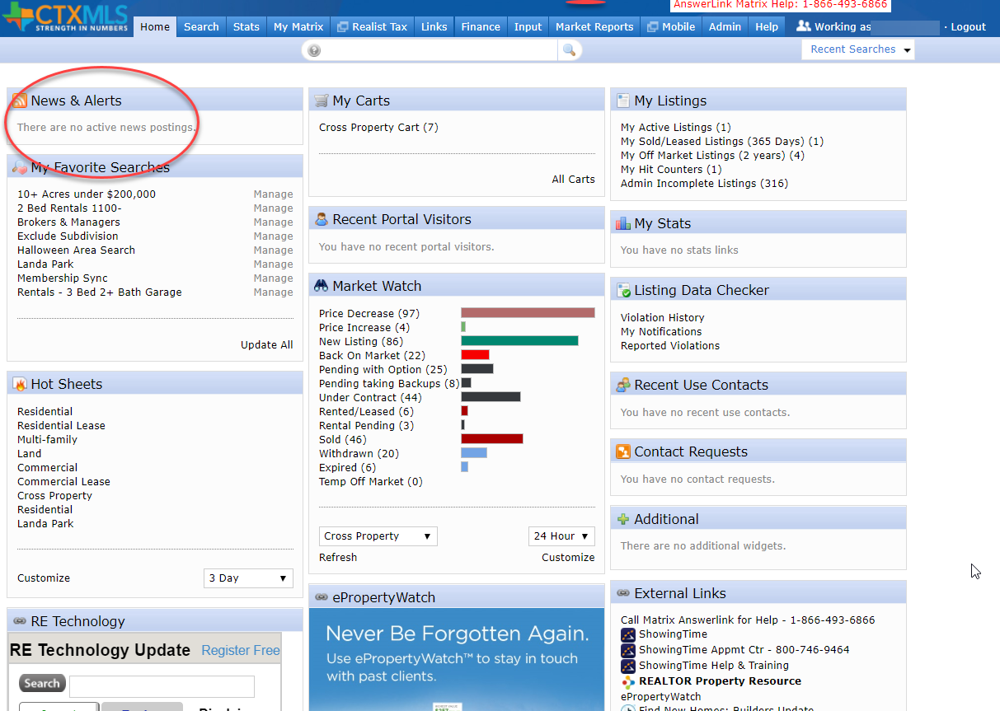 AnswerLink Matrix Help: 1-866-493-6866
CTXMLS
STRENGTH IN NUMBERS
Home Search Stats My Matrix Realist Tax Links Finance Input Market Reports Mobile Admin Help Working as · Logout
Recent Searches
News & Alerts
There are no active news postings.
My Favorite Searches
10+ Acres under $200,000 Manage
2 Bed Rentals 1100- Manage
Brokers & Managers Manage
Exclude Subdivision Manage
Halloween Area Search Manage
Landa Park Manage
Membership Sync Manage
Rentals - 3 Bed 2+ Bath Garage Manage
Update All
Hot Sheets
Residential
Residential Lease
Multi-family
Land
Commercial
Commercial Lease
Cross Property
Residential
Landa Park
Customize 3 Day
RE Technology
RE Technology Update Register Free
Search
My Carts
Cross Property Cart (7)
All Carts
Recent Portal Visitors
You have no recent portal visitors.
Market Watch
Price Decrease (97)
Price Increase (4)
New Listing (86)
Back On Market (22)
Pending with Option (25)
Pending taking Backups (8)
Under Contract (44)
Rented/Leased (6)
Rental Pending (3)
Sold (46)
Withdrawn (20)
Expired (6)
Temp Off Market (0)
Cross Property 24 Hour
Refresh Customize
ePropertyWatch
Never Be Forgotten Again.
Use ePropertyWatch™ to stay in touch
with past clients.
My Listings
My Active Listings (1)
My Sold/Leased Listings (365 Days) (1)
My Off Market Listings (2 years) (4)
My Hit Counters (1)
Admin Incomplete Listings (316)
My Stats
You have no stats links
Listing Data Checker
Violation History
My Notifications
Reported Violations
Recent Use Contacts
You have no recent use contacts.
Contact Requests
You have no contact requests.
Additional
There are no additional widgets.
External Links
Call Matrix Answerlink for Help - 1-866-493-6866
ShowingTime
ShowingTime Appmt Ctr - 800-746-9464
ShowingTime Help & Training
REALTOR Property Resource
ePropertyWatch
Find New Homes: Builders Update